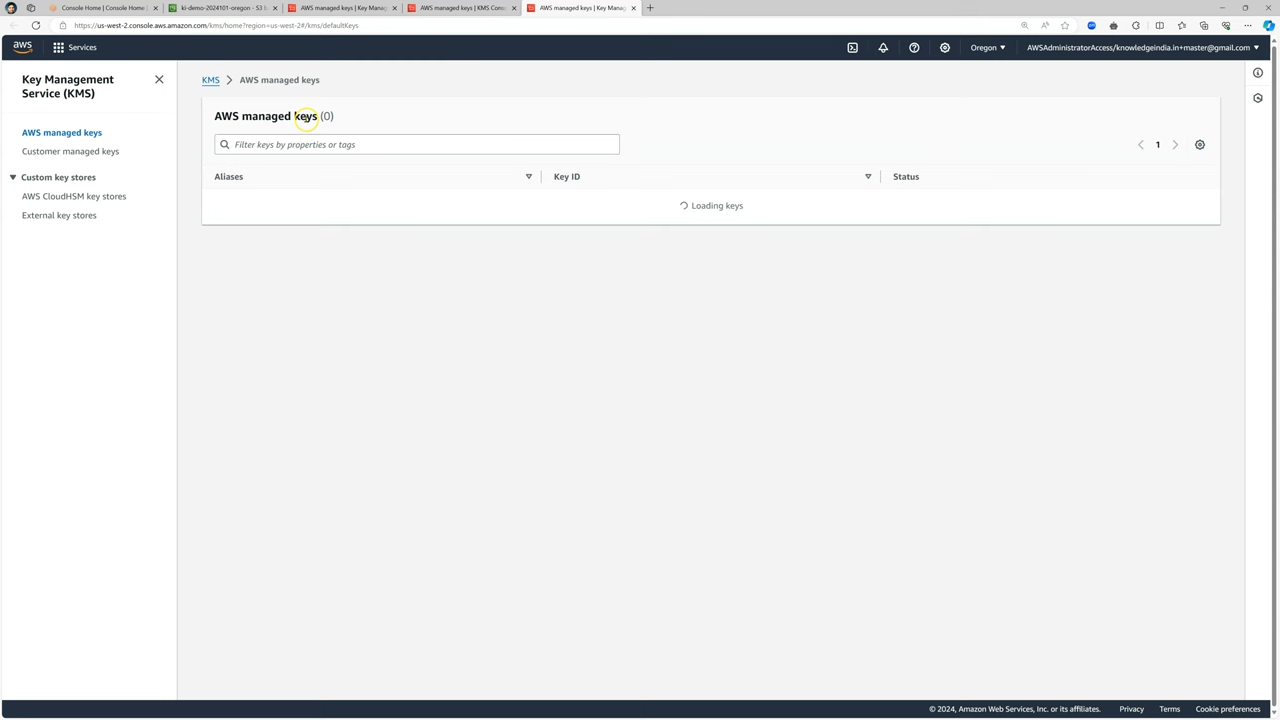 Console Home | Console Home |
ki-demo-2024101-oregon - S3 b
AWS managed keys | Key Manag
AWS managed keys | KMS Cons
AWS managed keys | Key Manag
https://us-west-2.console.aws.amazon.com/kms/home?region=us-west-2#/kms/defaultKeys
aws
Services
Oregon
AWSAdministratorAccess/knowledgeindia.in+master@gmail.com
Key Management
Service (KMS)
AWS managed keys
Customer managed keys
Custom key stores
AWS CloudHSM key stores
External key stores
KMS > AWS managed keys
AWS managed keys (0)
Filter keys by properties or tags
1
Aliases
Key ID
Status
Loading keys
© 2024, Amazon Web Services, Inc. or its affiliates.
Privacy
Terms
Cookie preferences